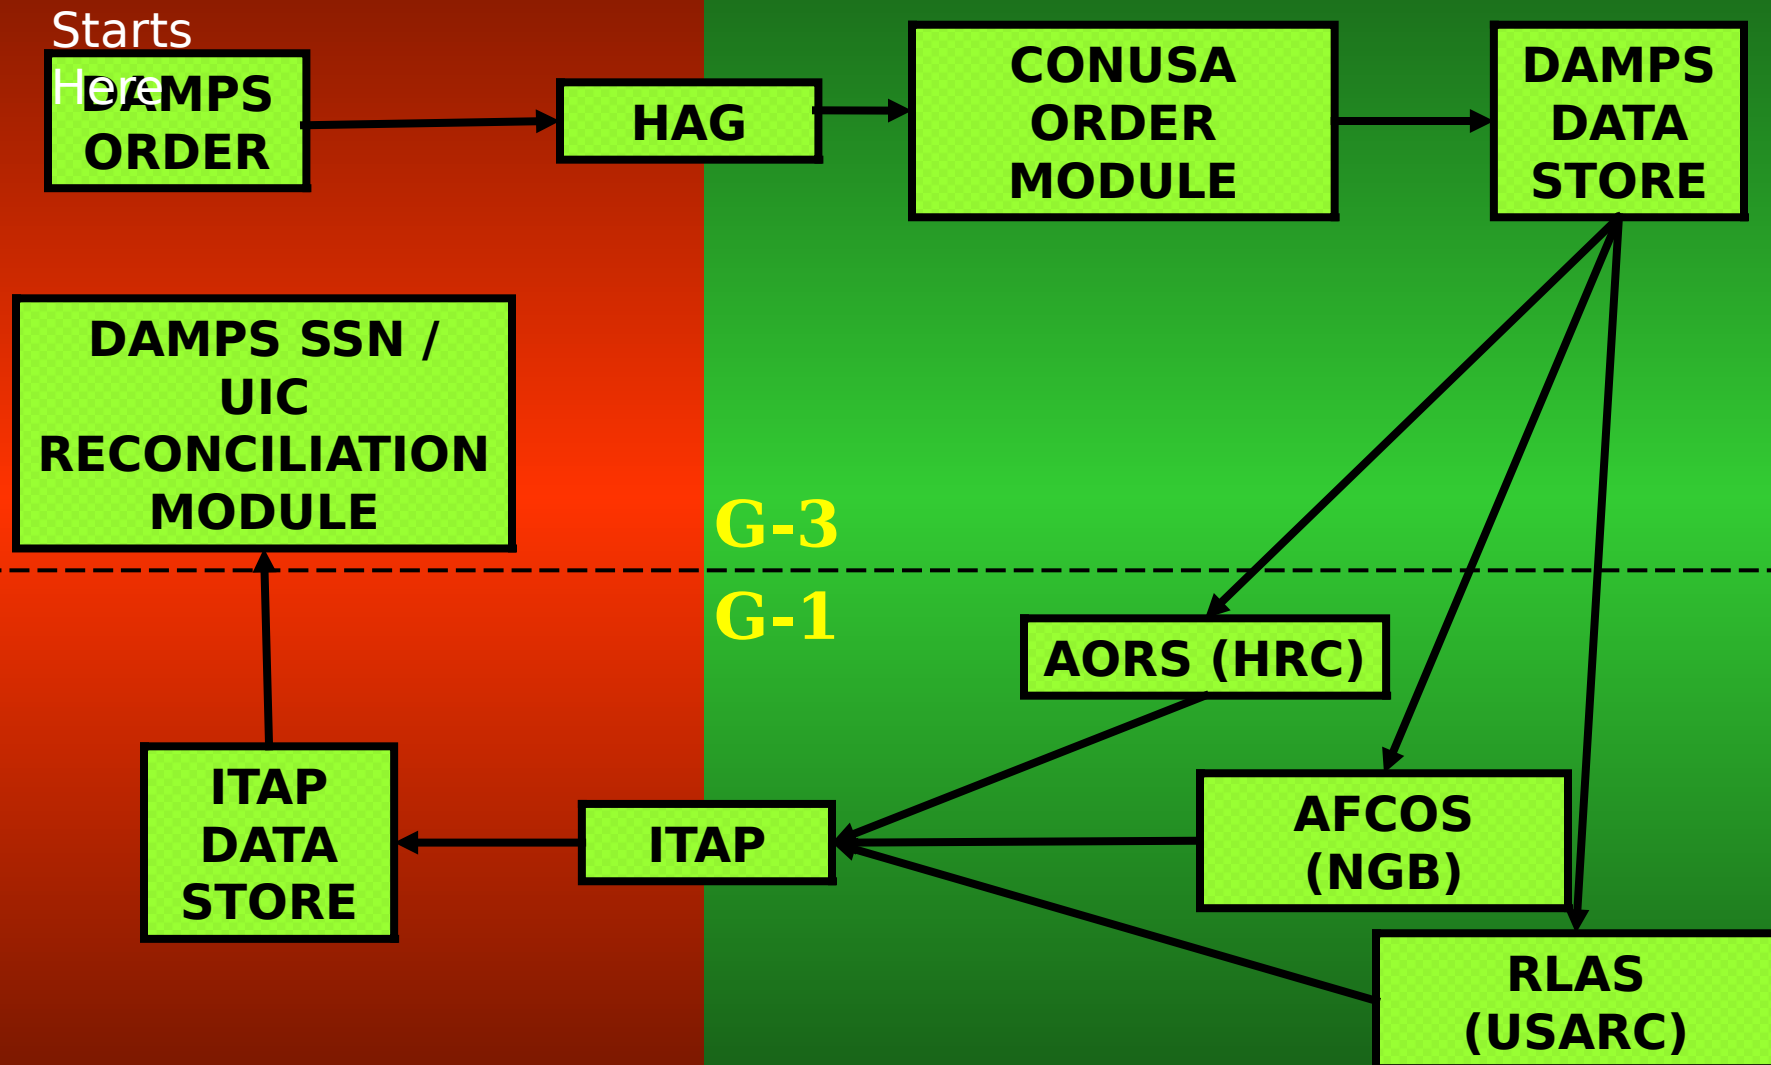 Starts
Here
DAMPS
ORDER
HAG
CONUSA
ORDER
MODULE
DAMPS
DATA
STORE
DAMPS SSN /
UIC
RECONCILIATION
MODULE
G-3
G-1
AORS (HRC)
ITAP
DATA
STORE
ITAP
AFCOS
(NGB)
RLAS
(USARC)